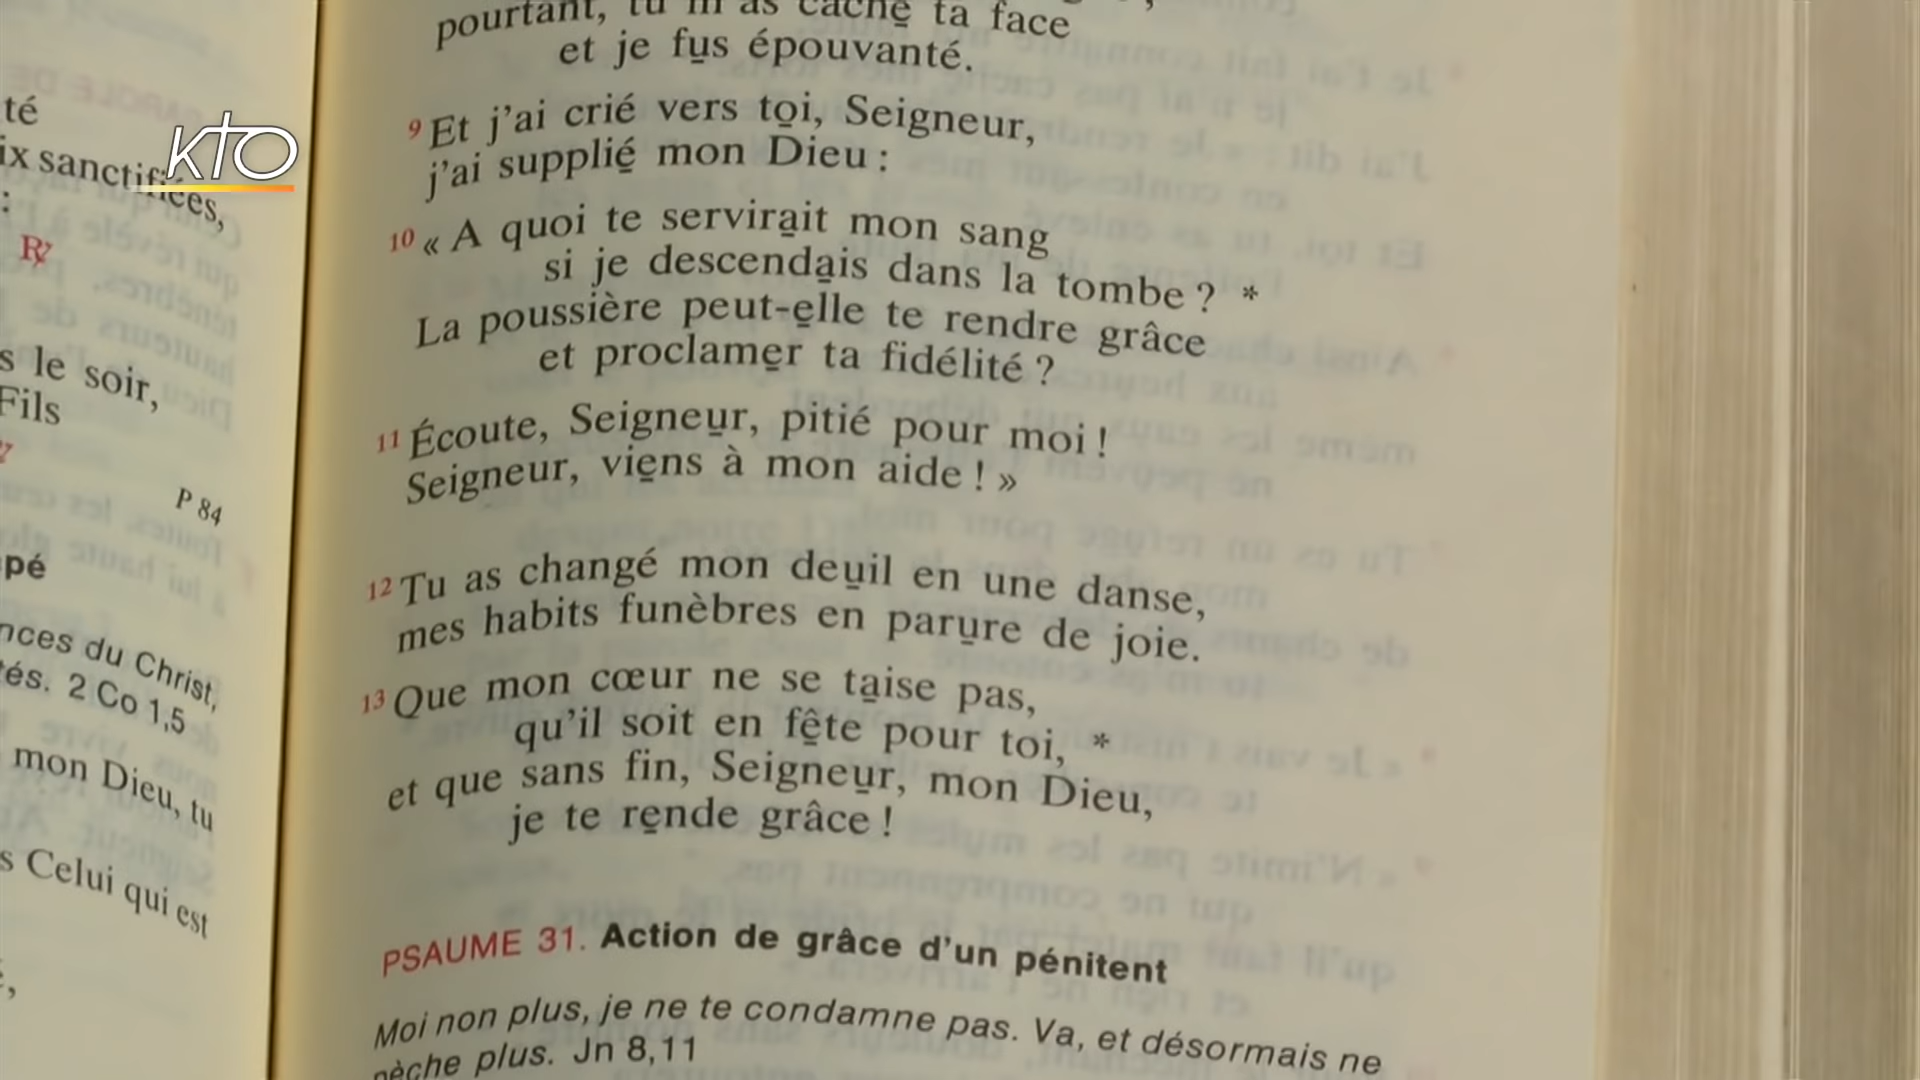 KTO
té
ix sanctifiées,
:
R/
s le soir,
Fils
P 84
pé
nces du Christ,
tés. 2 Co 1,5
mon Dieu, tu
s Celui qui est
pourtant, tu m'as caché ta face
et je fus épouvanté.
9 Et j'ai crié vers toi, Seigneur,
j'ai supplié mon Dieu :
10 « A quoi te servirait mon sang
si je descendais dans la tombe ? *
La poussière peut-elle te rendre grâce
et proclamer ta fidélité ?
11 Écoute, Seigneur, pitié pour moi !
Seigneur, viens à mon aide ! »
12 Tu as changé mon deuil en une danse,
mes habits funèbres en parure de joie.
13 Que mon cœur ne se taise pas,
qu'il soit en fête pour toi, *
et que sans fin, Seigneur, mon Dieu,
je te rende grâce !
PSAUME 31. Action de grâce d'un pénitent
Moi non plus, je ne te condamne pas. Va, et désormais ne
pèche plus. Jn 8,11